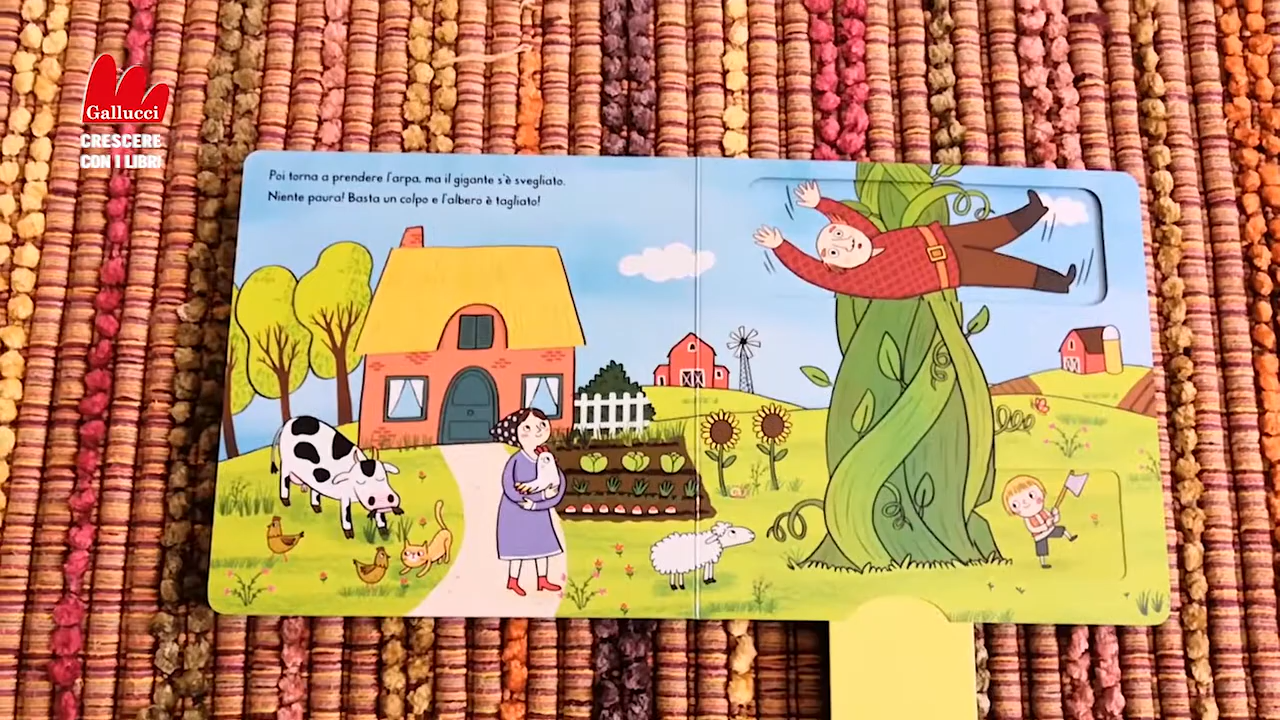 Gallucci
CRESCERE
CON I LIBRI
Poi torna a prendere l'arpa, ma il gigante s'è svegliato.
Niente paura! Basta un colpo e l'albero è tagliato!